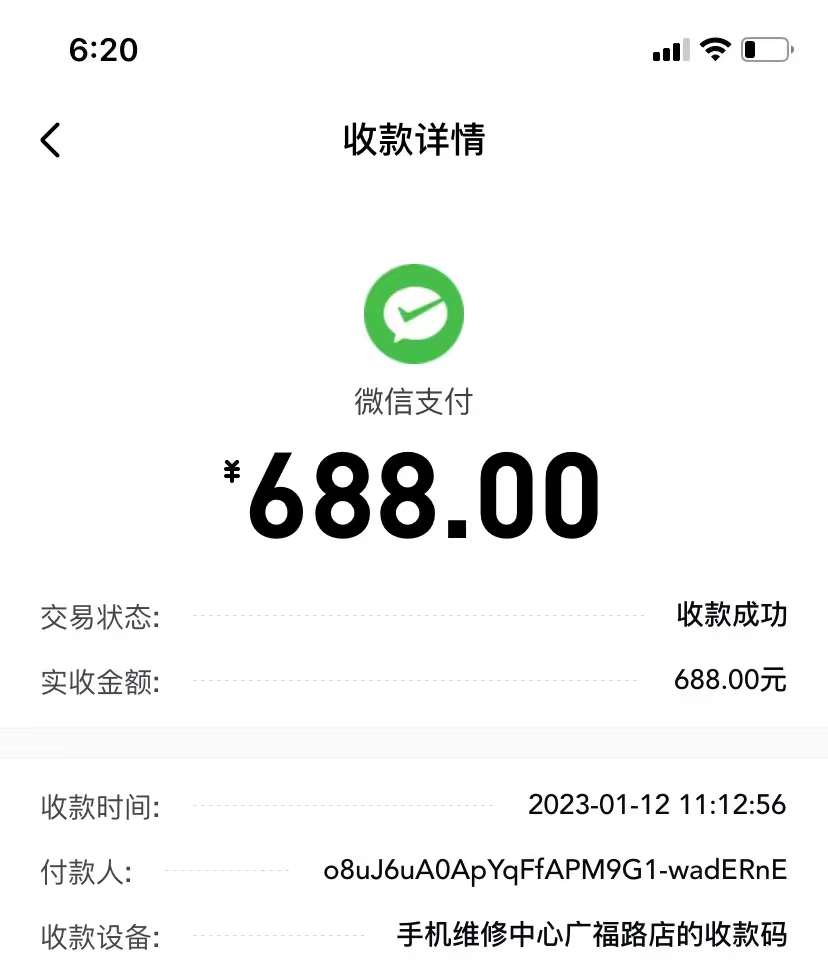 6:20
收款详情
微信支付
¥688.00
交易状态: 收款成功
实收金额: 688.00元
收款时间: 2023-01-12 11:12:56
付款人: o8uJ6uA0ApYqFfAPM9G1-wadERnE
收款设备: 手机维修中心广福路店的收款码